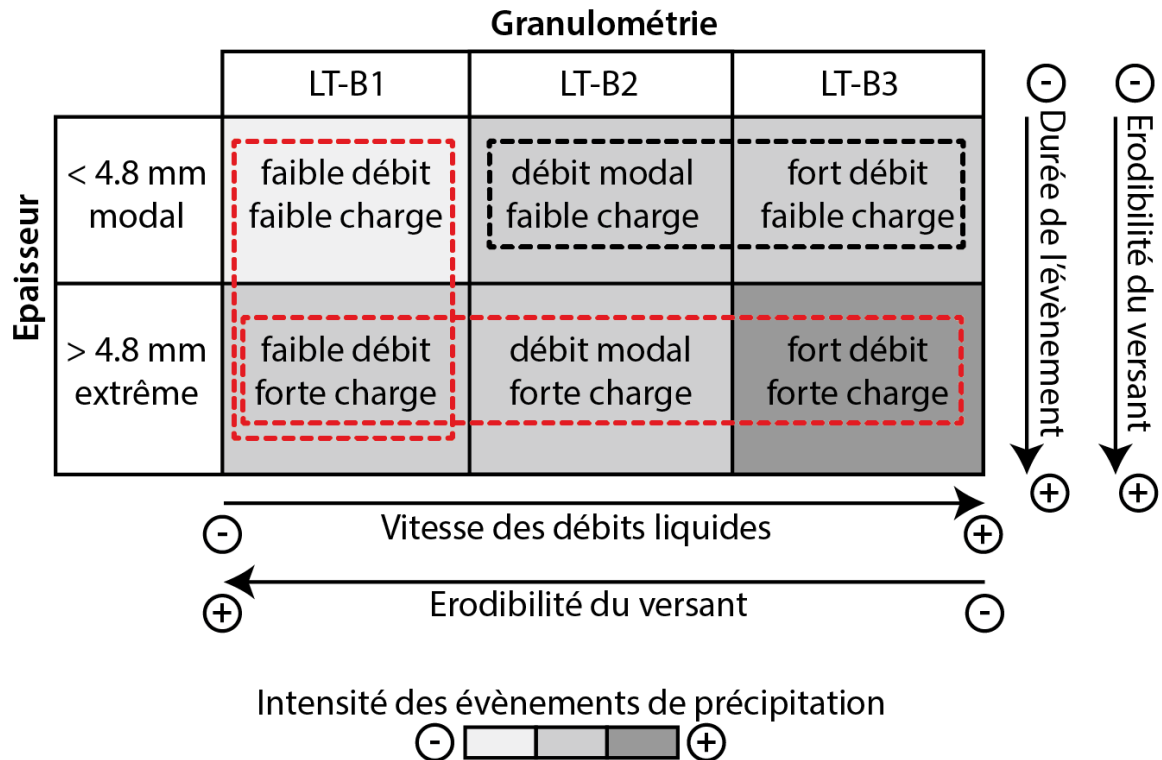 Granulométrie
LT-B1 LT-B2 LT-B3
Epaisseur
< 4.8 mm
modal
faible débit
faible charge
débit modal
faible charge
fort débit
faible charge
> 4.8 mm
extrême
faible débit
forte charge
débit modal
forte charge
fort débit
forte charge
- Durée de l'évènement +
- Erodibilité du versant +
- Vitesse des débits liquides +
+ Erodibilité du versant -
Intensité des évènements de précipitation
- +